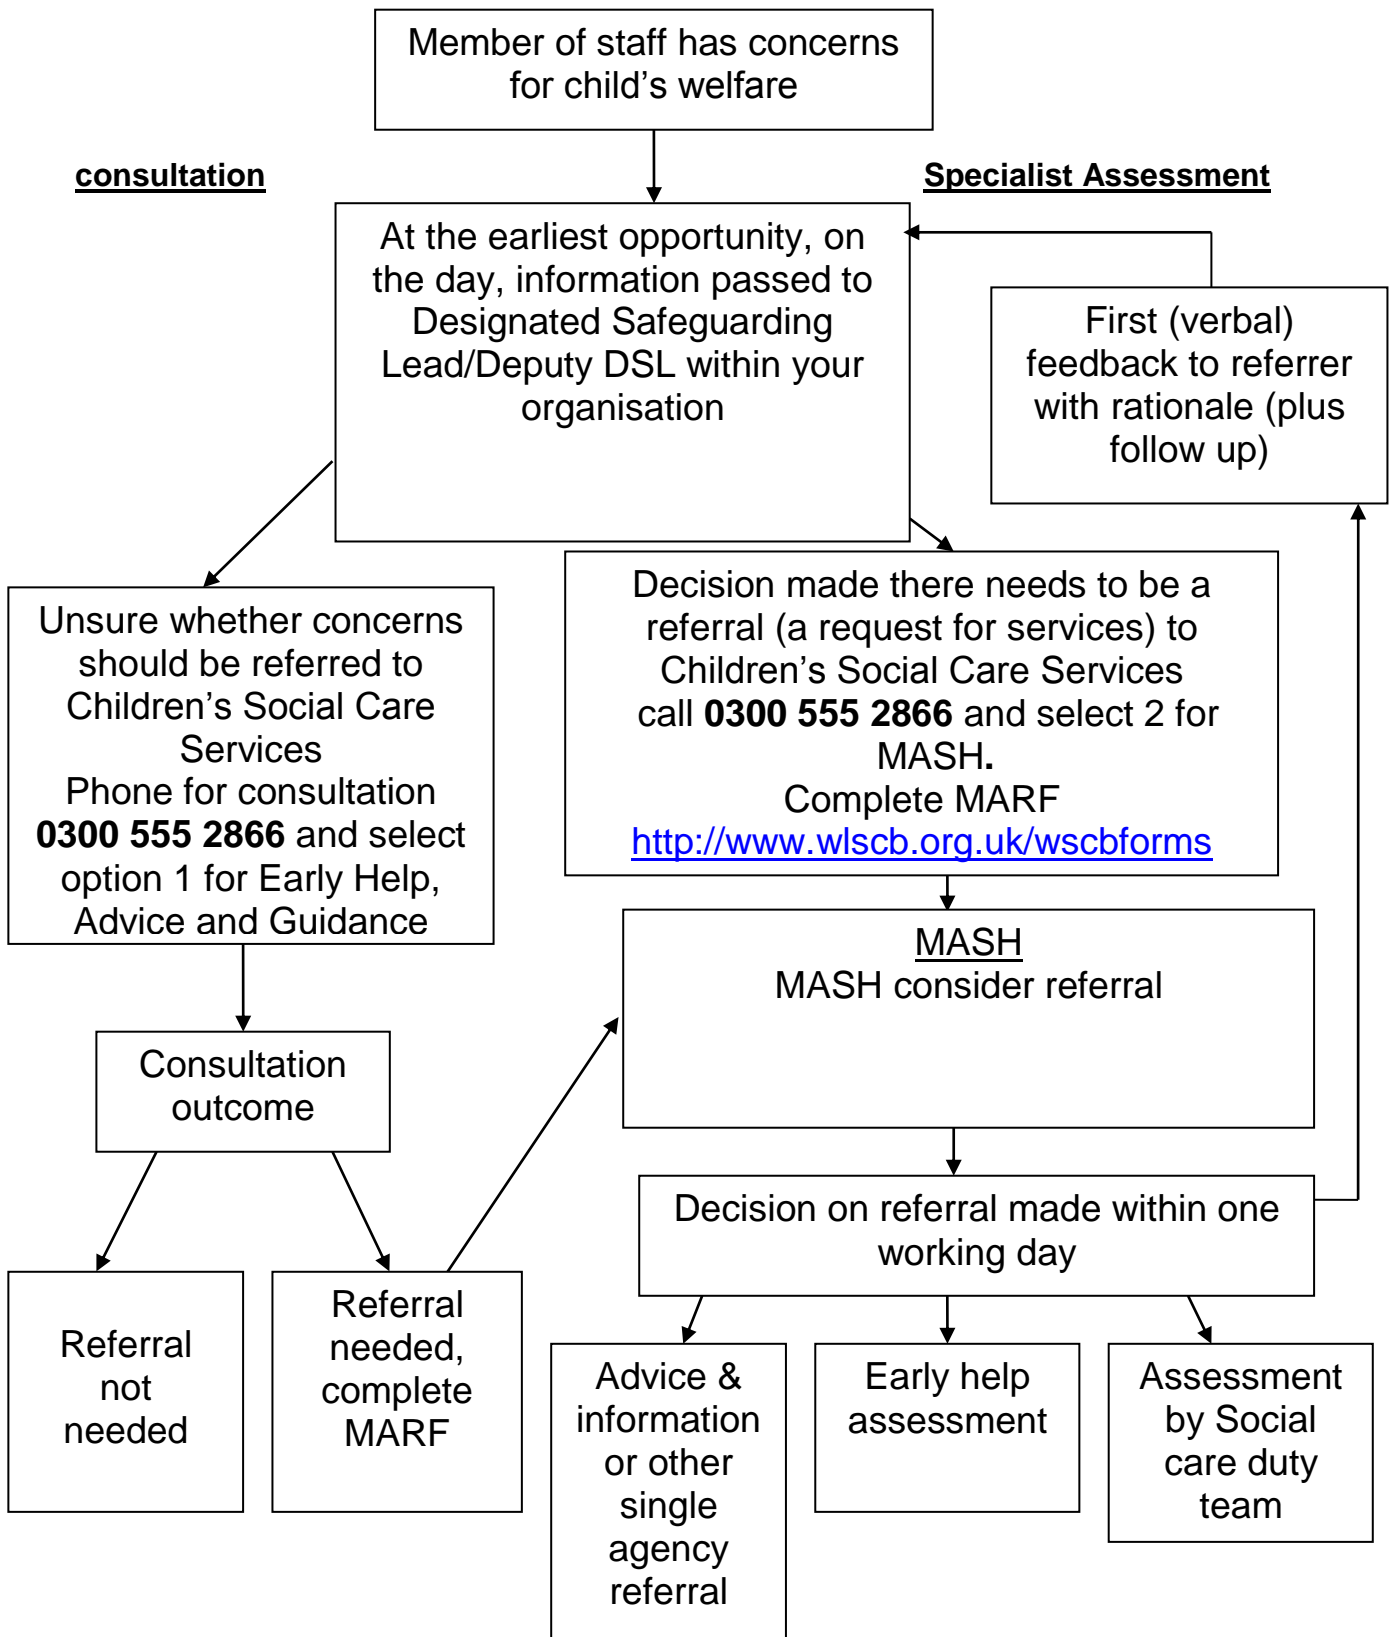 Member of staff has concerns
for child’s welfare
consultation
Specialist Assessment
At the earliest opportunity, on
the day, information passed to
Designated Safeguarding
Lead/Deputy DSL within your
organisation
First (verbal)
feedback to referrer
with rationale (plus
follow up)
Unsure whether concerns
should be referred to
Children’s Social Care
Services
Phone for consultation
0300 555 2866 and select
option 1 for Early Help,
Advice and Guidance
Decision made there needs to be a
referral (a request for services) to
Children’s Social Care Services
call 0300 555 2866 and select 2 for
MASH.
Complete MARF
http://www.wlscb.org.uk/wscbforms
MASH
MASH consider referral
Consultation
outcome
Decision on referral made within one
working day
Referral
not
needed
Referral
needed,
complete
MARF
Advice &
information
or other
single
agency
referral
Early help
assessment
Assessment
by Social
care duty
team